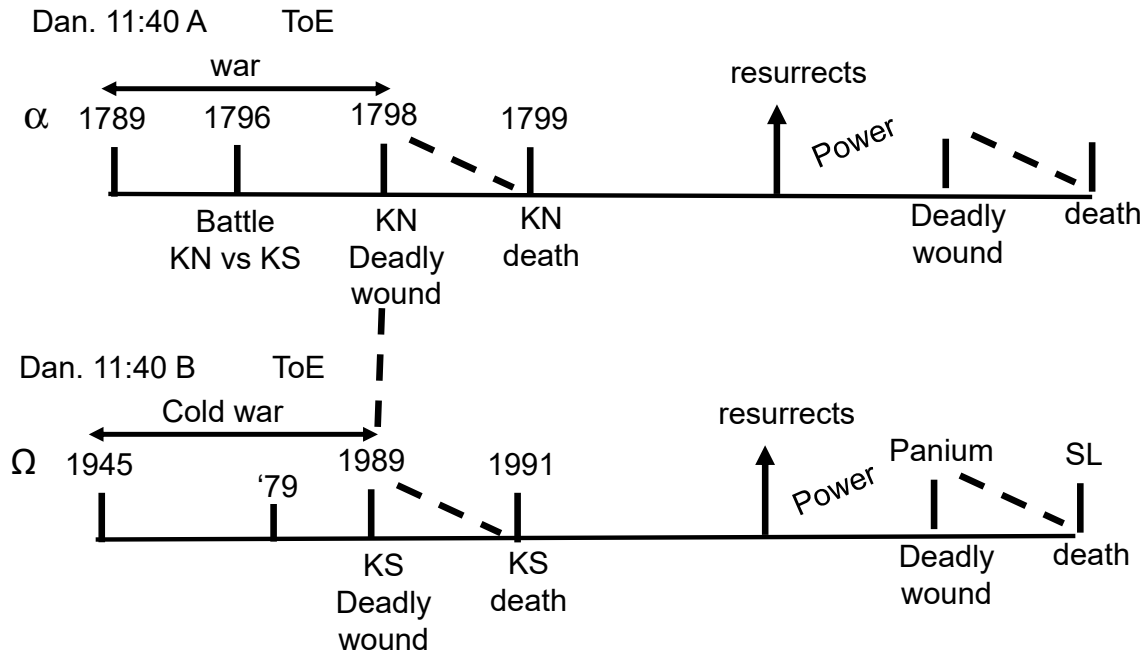 Dan. 11:40 A ToE
war
resurrects
α 1789 1796 1798 1799
Power
Battle
KN vs KS
KN
Deadly
wound
KN
death
Deadly
wound
death
Dan. 11:40 B ToE
Cold war
resurrects
Ω 1945 ‘79 1989 1991
Power
Panium
SL
KS
Deadly
wound
KS
death
Deadly
wound
death